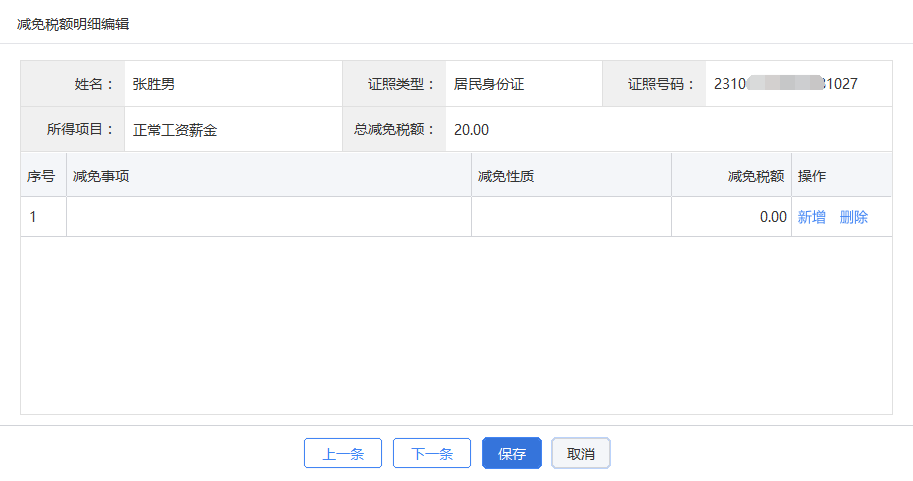 减免税额明细编辑
姓名： 张胜男 证照类型： 居民身份证 证照号码： 2310 1027
所得项目： 正常工资薪金 总减免税额： 20.00
序号 减免事项 减免性质 减免税额 操作
1 0.00 新增 删除
上一条 下一条 保存 取消